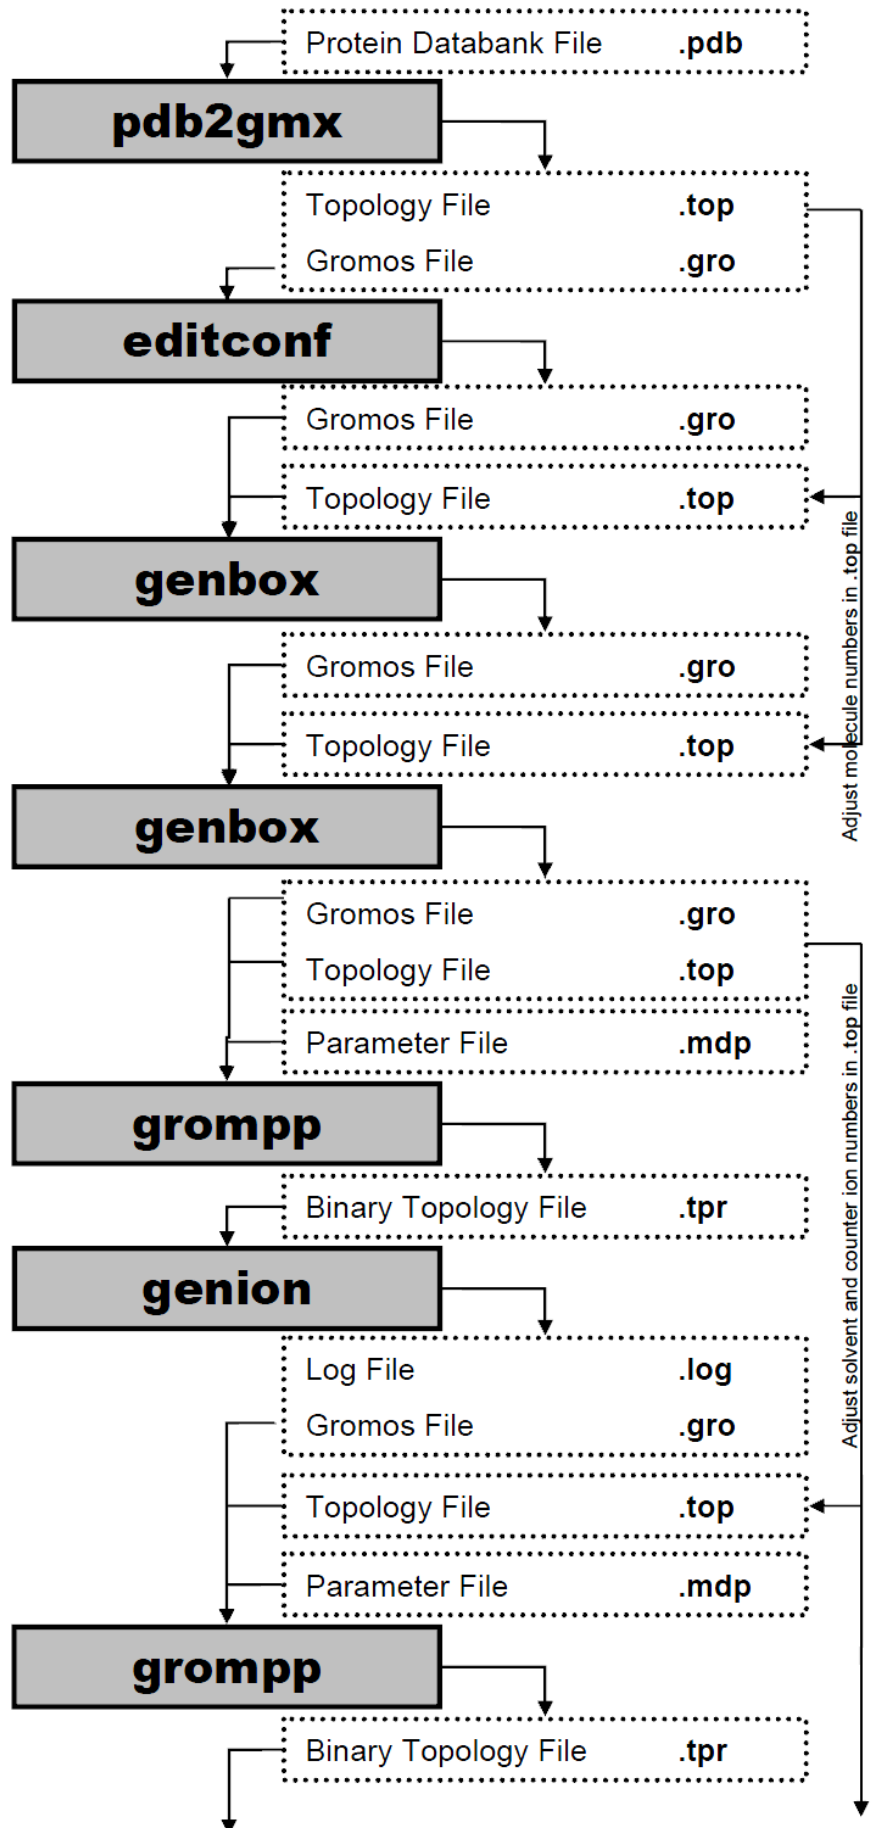 Protein Databank File .pdb
pdb2gmx
Topology File .top
Gromos File .gro
editconf
Gromos File .gro
Topology File .top
genbox
Gromos File .gro
Topology File .top
Adjust molecule numbers in .top file
genbox
Gromos File .gro
Topology File .top
Parameter File .mdp
grompp
Binary Topology File .tpr
genion
Adjust solvent and counter ion numbers in .top file
Log File .log
Gromos File .gro
Topology File .top
Parameter File .mdp
grompp
Binary Topology File .tpr